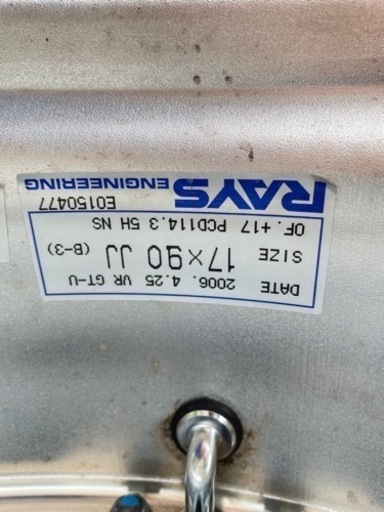 DATE 2006. 4.25 VR GT-U
SIZE 17×90 JJ (B-3)
OF.+17 PCD114.3 5H NS
RAYS ENGINEERING E0150477